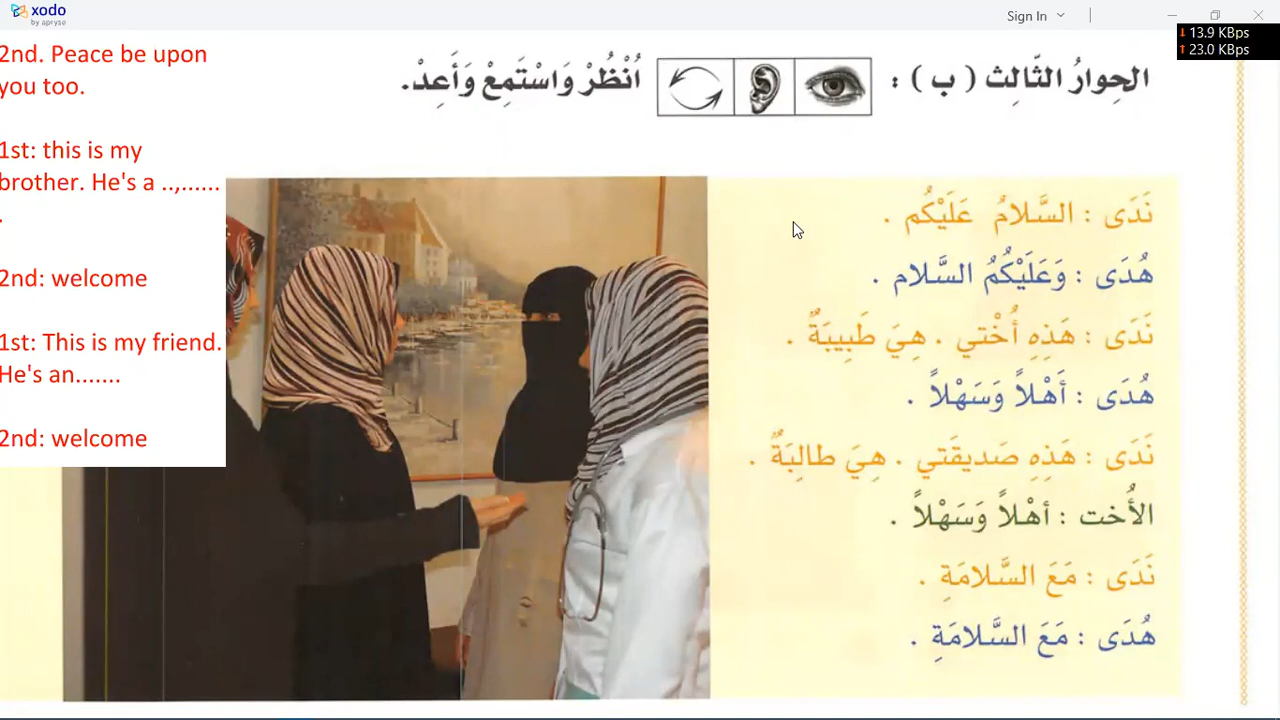 xodo
by apryse
Sign In
13.9 KBps
23.0 KBps
2nd. Peace be upon
you too.
1st: this is my
brother. He's a ..,......
.
2nd: welcome
1st: This is my friend.
He's an.......
2nd: welcome
الحِوارُ الثّالِث ( ب ) : اُنْظُرْ وَاسْتَمِعْ وَأَعِدْ.
نَدَى : السَّلامُ عَلَيْكُم .
هُدَى : وَعَلَيْكُمُ السَّلام .
نَدَى : هَذِهِ أُخْتي . هِيَ طَبِيبَةٌ .
هُدَى : أَهْلاً وَسَهْلاً .
نَدَى : هَذِهِ صَديقَتي . هِيَ طالِبَةٌ .
الأُخت : أهْلاً وَسَهْلاً .
نَدَى : مَعَ السَّلامَةِ .
هُدَى : مَعَ السَّلامَةِ .